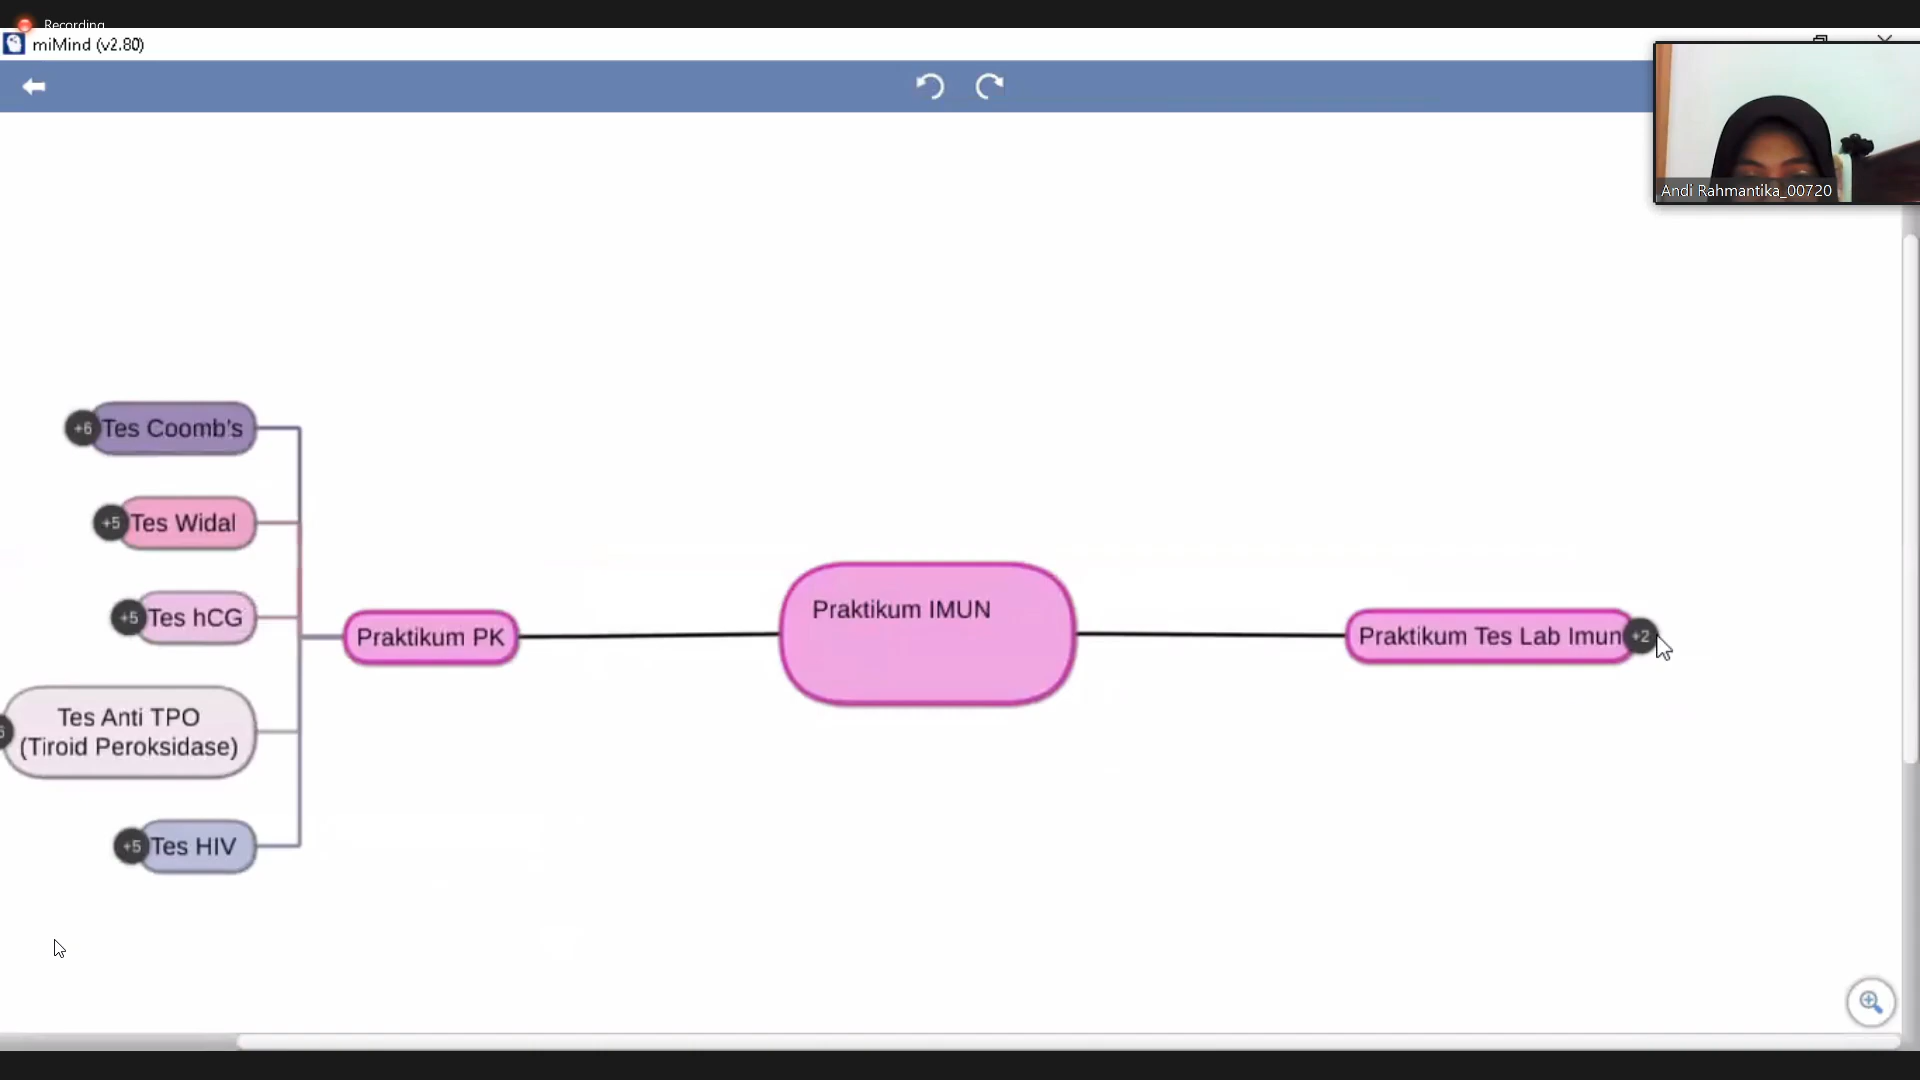 Recording
miMind (v2.80)
Andi Rahmantika_00720
+6 Tes Coomb's
+5 Tes Widal
+5 Tes hCG
Tes Anti TPO
(Tiroid Peroksidase)
+5 Tes HIV
Praktikum PK
Praktikum IMUN
Praktikum Tes Lab Imun +2